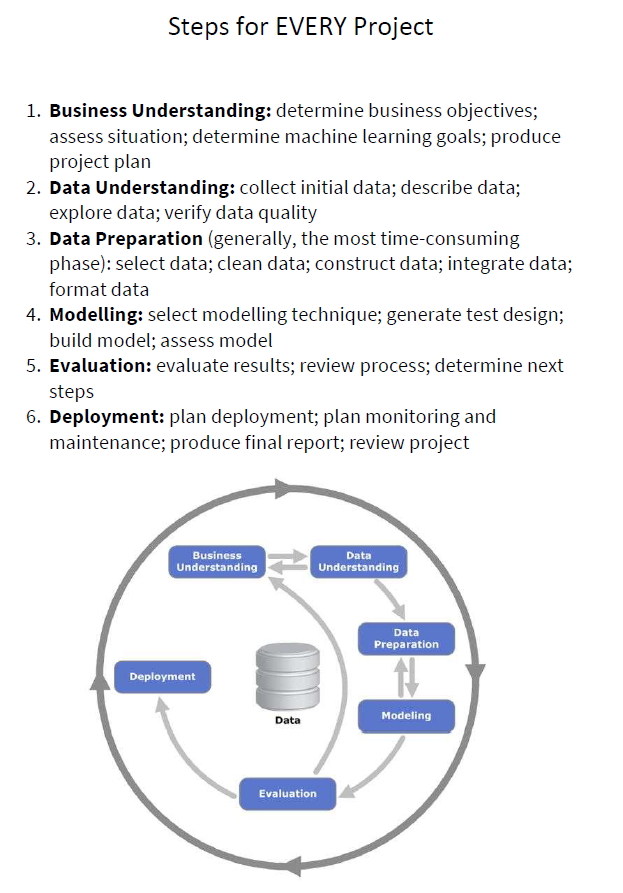 Steps for EVERY Project
1. Business Understanding: determine business objectives;
assess situation; determine machine learning goals; produce
project plan
2. Data Understanding: collect initial data; describe data;
explore data; verify data quality
3. Data Preparation (generally, the most time-consuming
phase): select data; clean data; construct data; integrate data;
format data
4. Modelling: select modelling technique; generate test design;
build model; assess model
5. Evaluation: evaluate results; review process; determine next
steps
6. Deployment: plan deployment; plan monitoring and
maintenance; produce final report; review project
Business
Understanding
Data
Understanding
Data
Preparation
Deployment
Modeling
Data
Evaluation